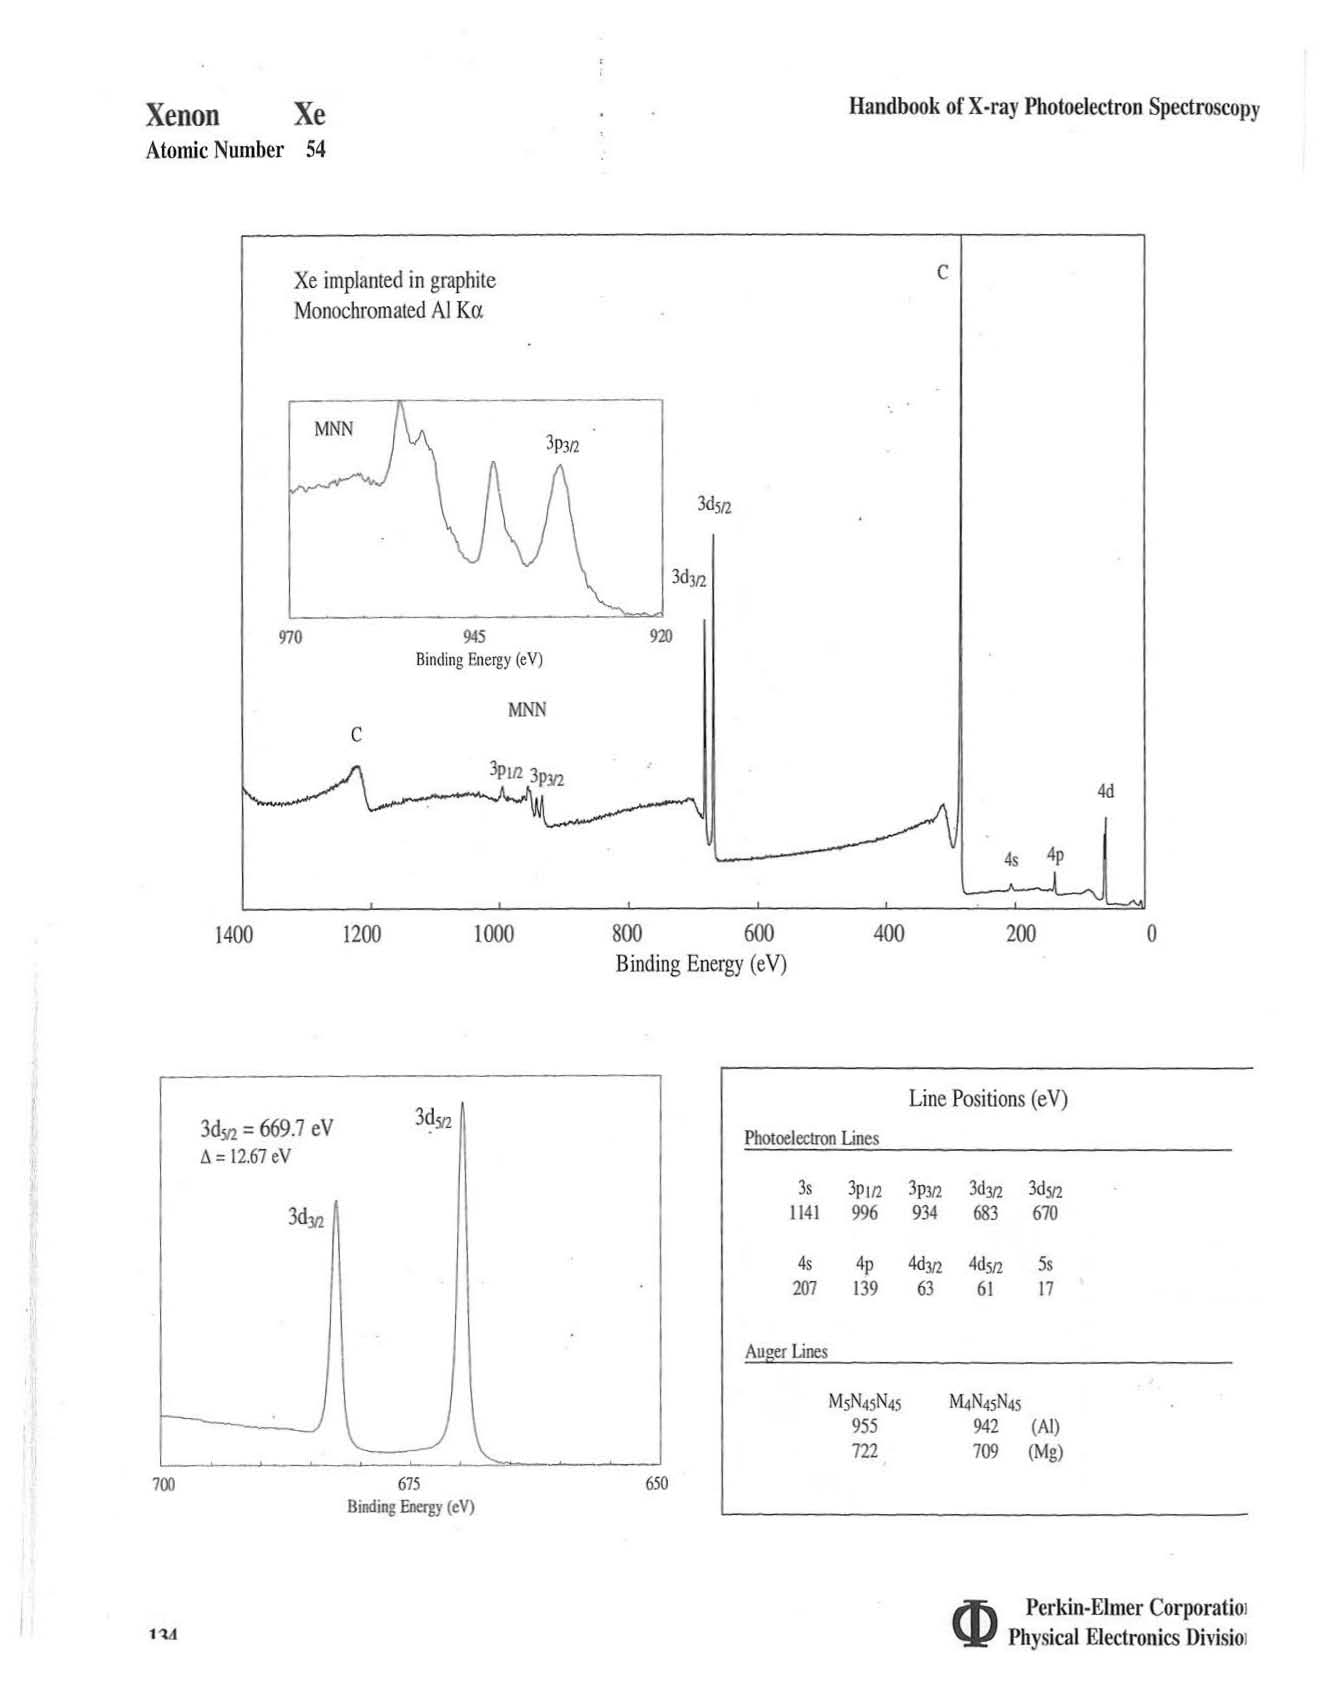 Xenon Xe
Atomic Number 54
Handbook of X-ray Photoelectron Spectroscopy
Xe implanted in graphite
Monochromated Al Kα
C
MNN
3p3/2
970 945 920
Binding Energy (eV)
3d5/2
3d3/2
MNN
C
3p1/2 3p3/2
4d
4s 4p
1400 1200 1000 800 600 400 200 0
Binding Energy (eV)
3d5/2 = 669.7 eV
Δ = 12.67 eV
3d5/2
3d3/2
700 675 650
Binding Energy (eV)
Line Positions (eV)
Photoelectron Lines
3s 3p1/2 3p3/2 3d3/2 3d5/2
1141 996 934 683 670
4s 4p 4d3/2 4d5/2 5s
207 139 63 61 17
Auger Lines
M5N45N45 M4N45N45
955 942 (Al)
722 709 (Mg)
134
Perkin-Elmer Corporatio
Physical Electronics Divisio